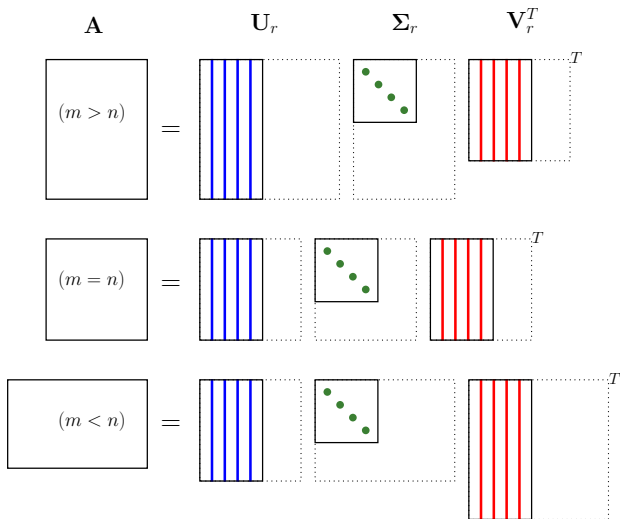 A U_r Σ_r V_r^T
(m > n) = T
(m = n) = T
(m < n) = T